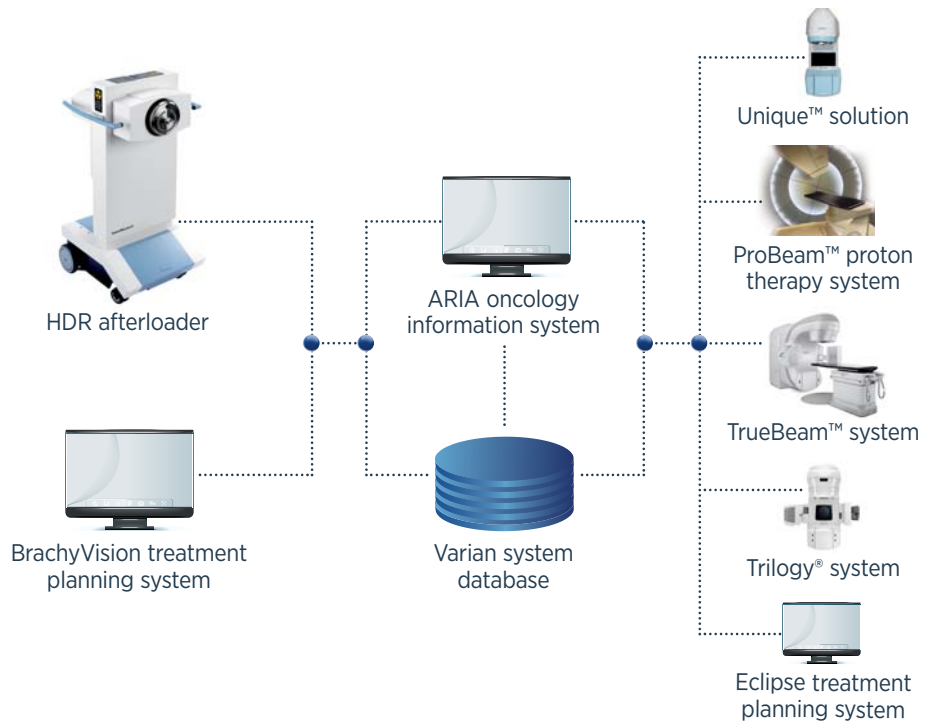 HDR afterloader
BrachyVision treatment
planning system
ARIA oncology
information system
Varian system
database
Unique™ solution
ProBeam™ proton
therapy system
TrueBeam™ system
Trilogy® system
Eclipse treatment
planning system